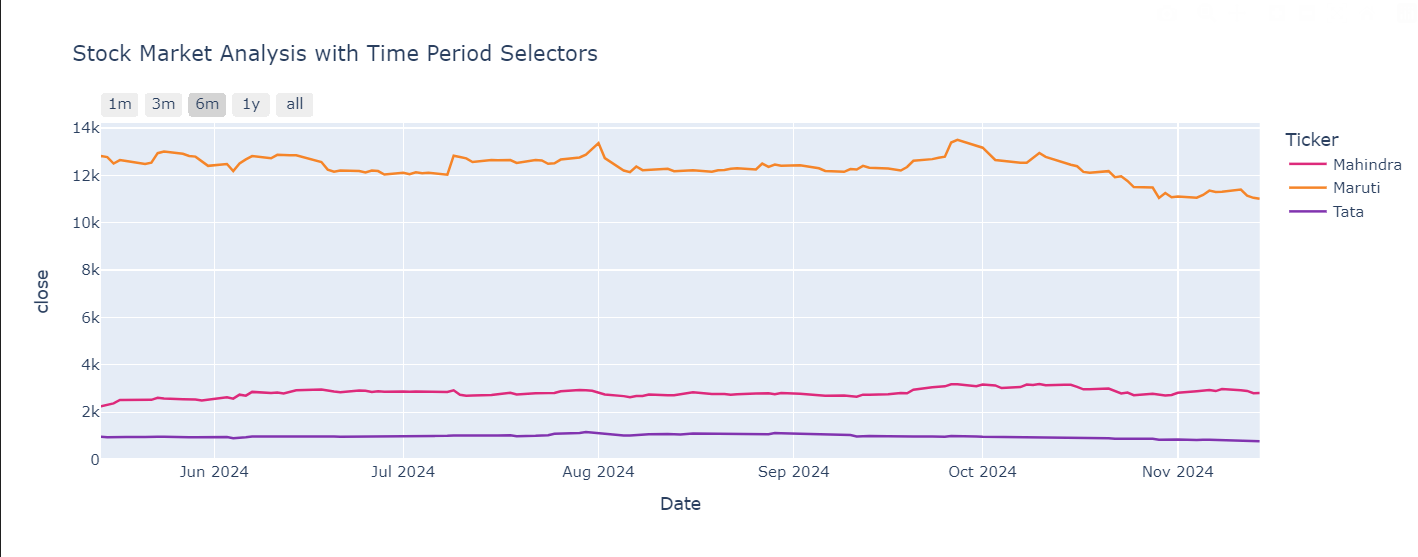 Stock Market Analysis with Time Period Selectors
1m 3m 6m 1y all
14k
12k
10k
8k
6k
4k
2k
0
close
Jun 2024 Jul 2024 Aug 2024 Sep 2024 Oct 2024 Nov 2024
Date
Ticker
Mahindra
Maruti
Tata